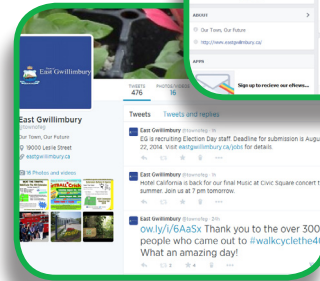 ABOUT
Our Town, Our Future
http://www.eastgwillimbury.ca/
APPS
Sign up to recieve our eNews...
East Gwillimbury
TWEETS
476
PHOTOS/VIDEOS
16
East Gwillimbury
Our Town, Our Future
19000 Leslie Street
eastgwillimbury.ca
16 Photos and videos
Tweets Tweets and replies
East Gwillimbury
EG is recruiting Election Day staff. Deadline for submission is Augu
22, 2014. Visit eastgwillimbury.ca/jobs for details.
East Gwillimbury
Hotel California is back for our final Music at Civic Square concert t
summer. Join us at 7 pm tomorrow.
East Gwillimbury
ow.ly/i/6AaSx Thank you to the over 300
people who came out to #walkcyclethe4
What an amazing day!